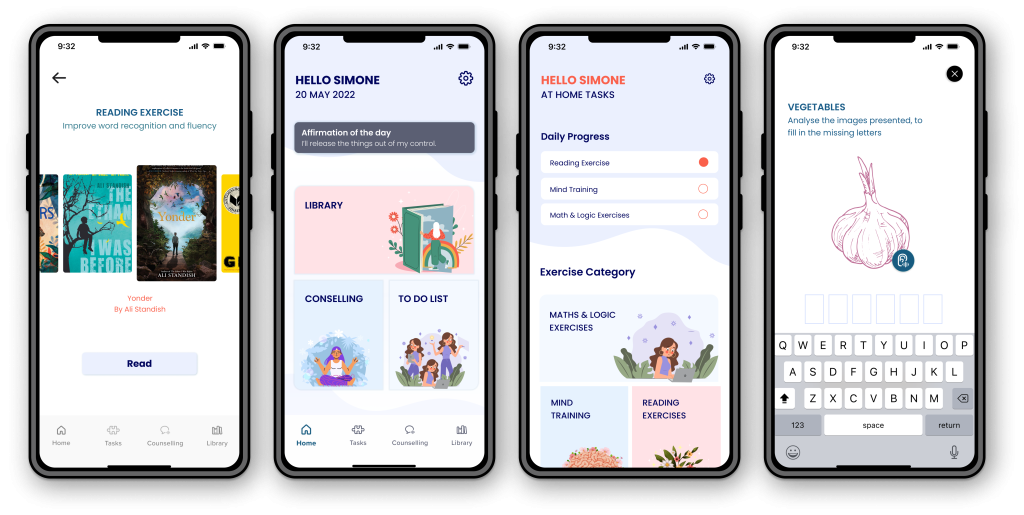 9:32
READING EXERCISE
Improve word recognition and fluency
ALI STANDISH
THE
I WAS
BEFORE
Yonder
ALI STANDISH
Yonder
By Ali Standish
Read
Home
Tasks
Counselling
Library
9:32
HELLO SIMONE
20 MAY 2022
Affirmation of the day
I'll release the things out of my control.
LIBRARY
CONSELLING
TO DO LIST
Home
Tasks
Counselling
Library
9:32
HELLO SIMONE
AT HOME TASKS
Daily Progress
Reading Exercise
Mind Training
Math & Logic Exercises
Exercise Category
MATHS & LOGIC
EXERCISES
MIND
TRAINING
READING
EXERCISES
9:32
VEGETABLES
Analyse the images presented, to
fill in the missing letters
Q W E R T Y U I O P
A S D F G H J K L
Z X C V B N M
123 space return